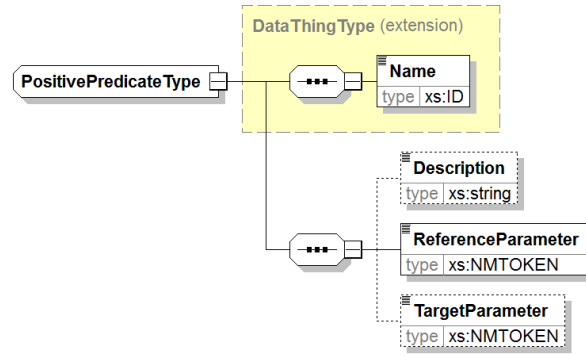 DataThingType (extension)
PositivePredicateType
Name
type xs:ID
Description
type xs:string
ReferenceParameter
type xs:NMTOKEN
TargetParameter
type xs:NMTOKEN